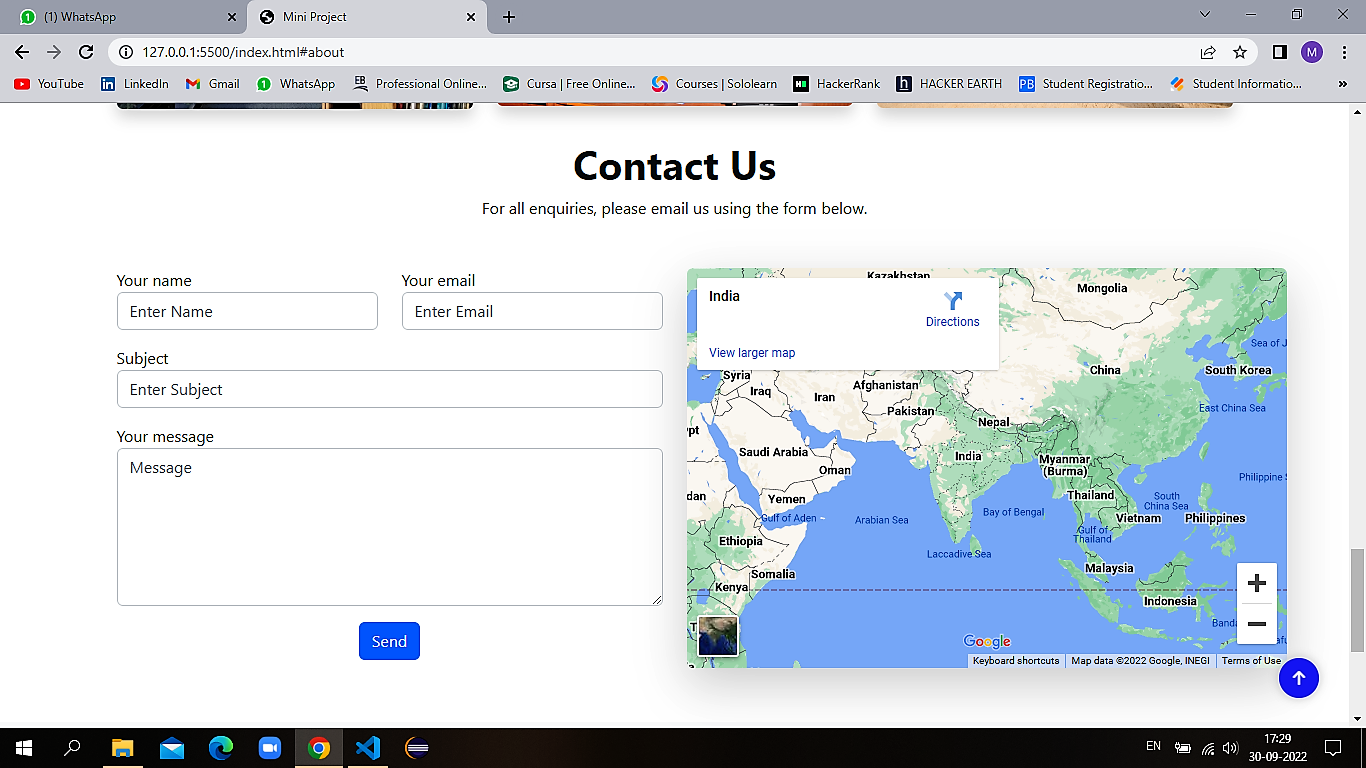 (1) WhatsApp
Mini Project
127.0.0.1:5500/index.html#about
M
YouTube
LinkedIn
Gmail
WhatsApp
Professional Online...
Cursa | Free Online...
Courses | Sololearn
HackerRank
HACKER EARTH
Student Registratio...
Student Informatio...
»
Contact Us
For all enquiries, please email us using the form below.
Your name
Your email
Enter Name
Enter Email
Subject
Enter Subject
Your message
Message
Send
India
Directions
View larger map
Kazakhstan
Mongolia
Sea of J
Syria
Iraq
Iran
Afghanistan
China
South Korea
Pakistan
East China Sea
Nepal
pt
Saudi Arabia
India
Myanmar
(Burma)
Oman
Philippine S
dan
Yemen
Thailand
South
China Sea
Gulf of Aden
Arabian Sea
Bay of Bengal
Vietnam
Philippines
Gulf of
Thailand
Ethiopia
Laccadive Sea
Somalia
Malaysia
Kenya
Indonesia
Banda
Google
Keyboard shortcuts
Map data ©2022 Google, INEGI
Terms of Use
EN
17:29
30-09-2022